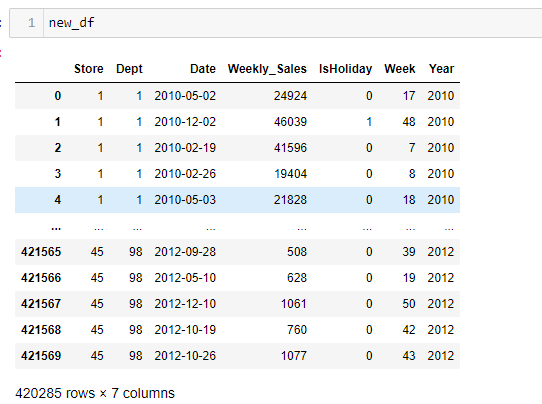 1 new_df
Store Dept Date Weekly_Sales IsHoliday Week Year
0 1 1 2010-05-02 24924 0 17 2010
1 1 1 2010-12-02 46039 1 48 2010
2 1 1 2010-02-19 41596 0 7 2010
3 1 1 2010-02-26 19404 0 8 2010
4 1 1 2010-05-03 21828 0 18 2010
... ... ... ... ... ... ... ...
421565 45 98 2012-09-28 508 0 39 2012
421566 45 98 2012-05-10 628 0 19 2012
421567 45 98 2012-12-10 1061 0 50 2012
421568 45 98 2012-10-19 760 0 42 2012
421569 45 98 2012-10-26 1077 0 43 2012
420285 rows × 7 columns